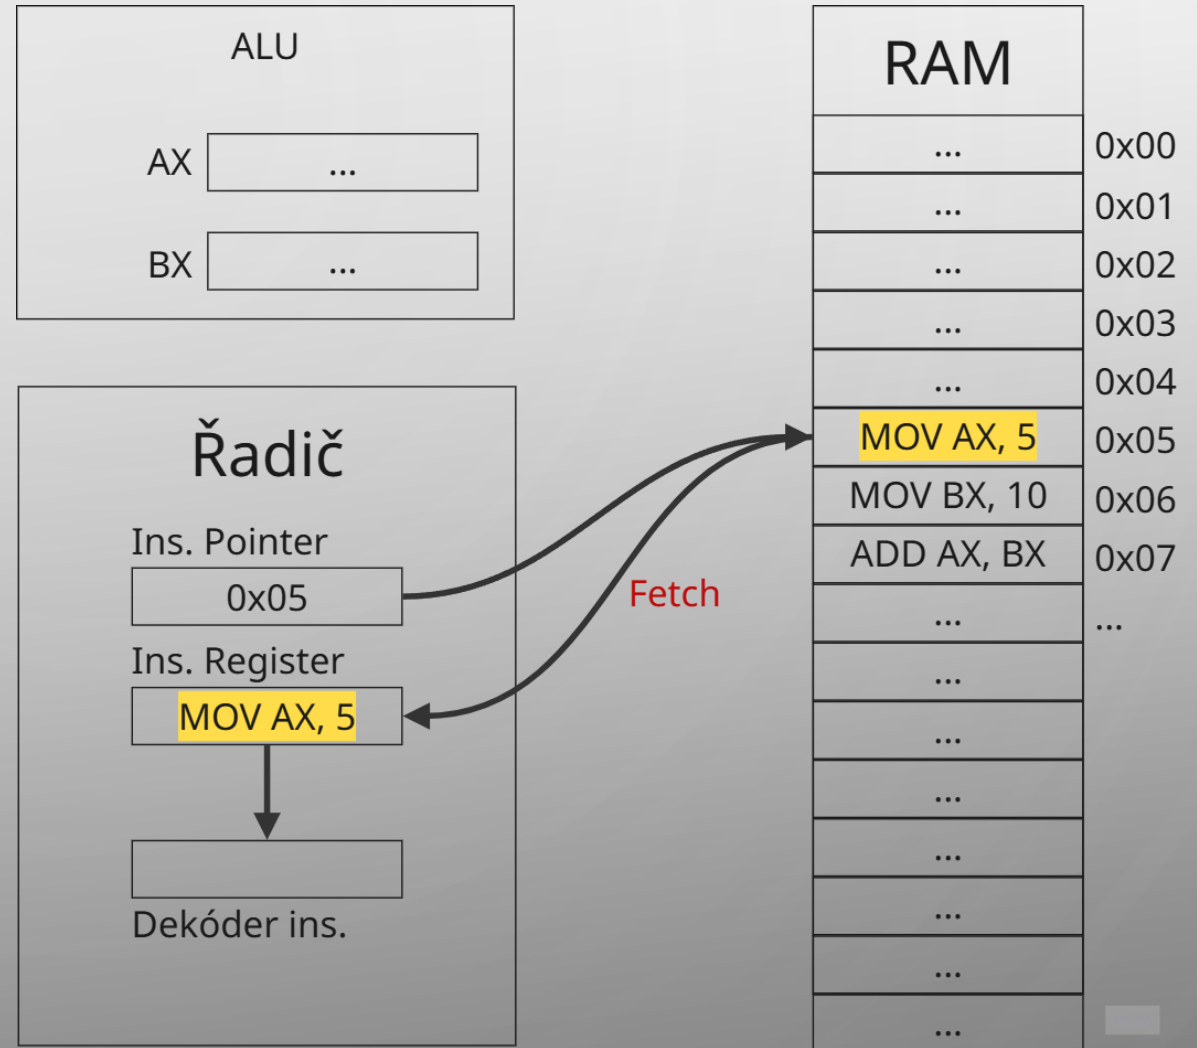 ALU
AX
...
BX
...
Řadič
Ins. Pointer
0x05
Ins. Register
MOV AX, 5
Dekóder ins.
Fetch
RAM
... 0x00
... 0x01
... 0x02
... 0x03
... 0x04
MOV AX, 5 0x05
MOV BX, 10 0x06
ADD AX, BX 0x07
... ...
...
...
...
...
...
...
...